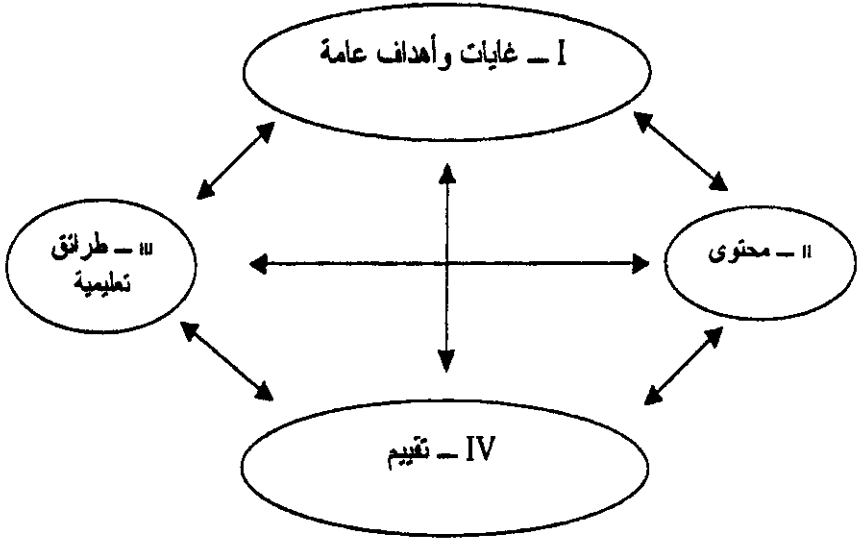 I – غايات وأهداف عامة
II – محتوى
III – طرائق
تعليمية
IV – تقييم